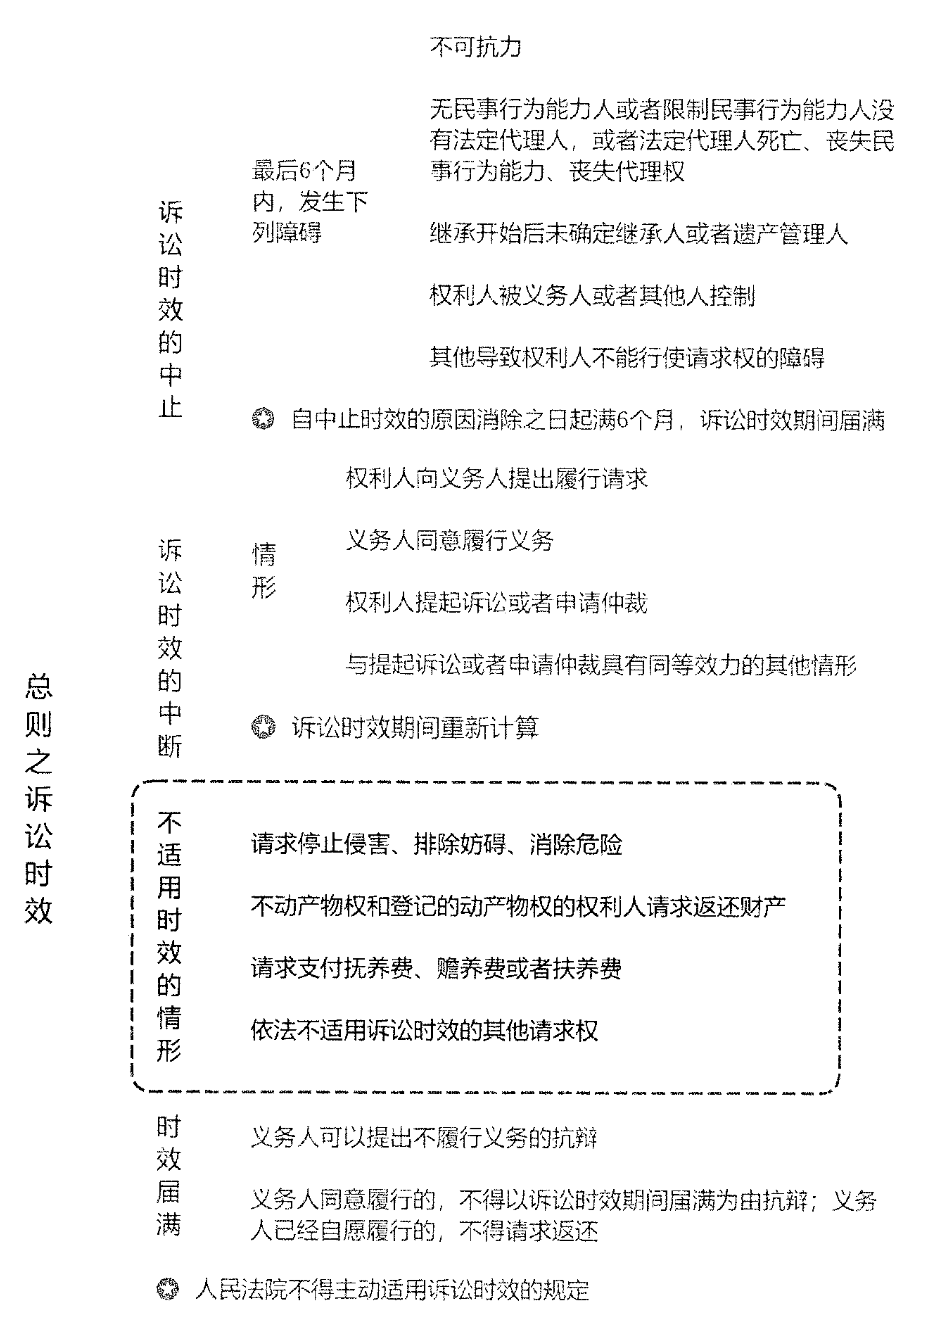 总则之诉讼时效
诉讼时效的中止
最后6个月
内，发生下
列障碍
不可抗力
无民事行为能力人或者限制民事行为能力人没
有法定代理人，或者法定代理人死亡、丧失民
事行为能力、丧失代理权
继承开始后未确定继承人或者遗产管理人
权利人被义务人或者其他人控制
其他导致权利人不能行使请求权的障碍
自中止时效的原因消除之日起满6个月，诉讼时效期间届满
诉讼时效的中断
情形
权利人向义务人提出履行请求
义务人同意履行义务
权利人提起诉讼或者申请仲裁
与提起诉讼或者申请仲裁具有同等效力的其他情形
诉讼时效期间重新计算
不适用时效的情形
请求停止侵害、排除妨碍、消除危险
不动产物权和登记的动产物权的权利人请求返还财产
请求支付抚养费、赡养费或者扶养费
依法不适用诉讼时效的其他请求权
时效届满
义务人可以提出不履行义务的抗辩
义务人同意履行的，不得以诉讼时效期间届满为由抗辩；义务
人已经自愿履行的，不得请求返还
人民法院不得主动适用诉讼时效的规定